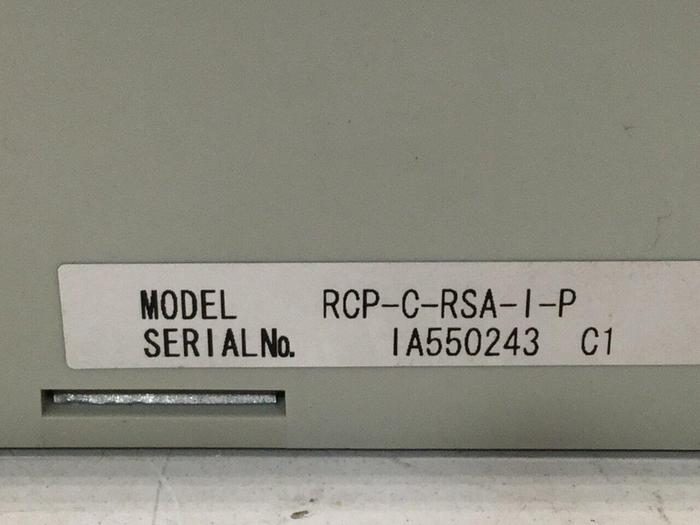 MODEL RCP-C-RSA-I-P
SERIALNo. IA550243 C1